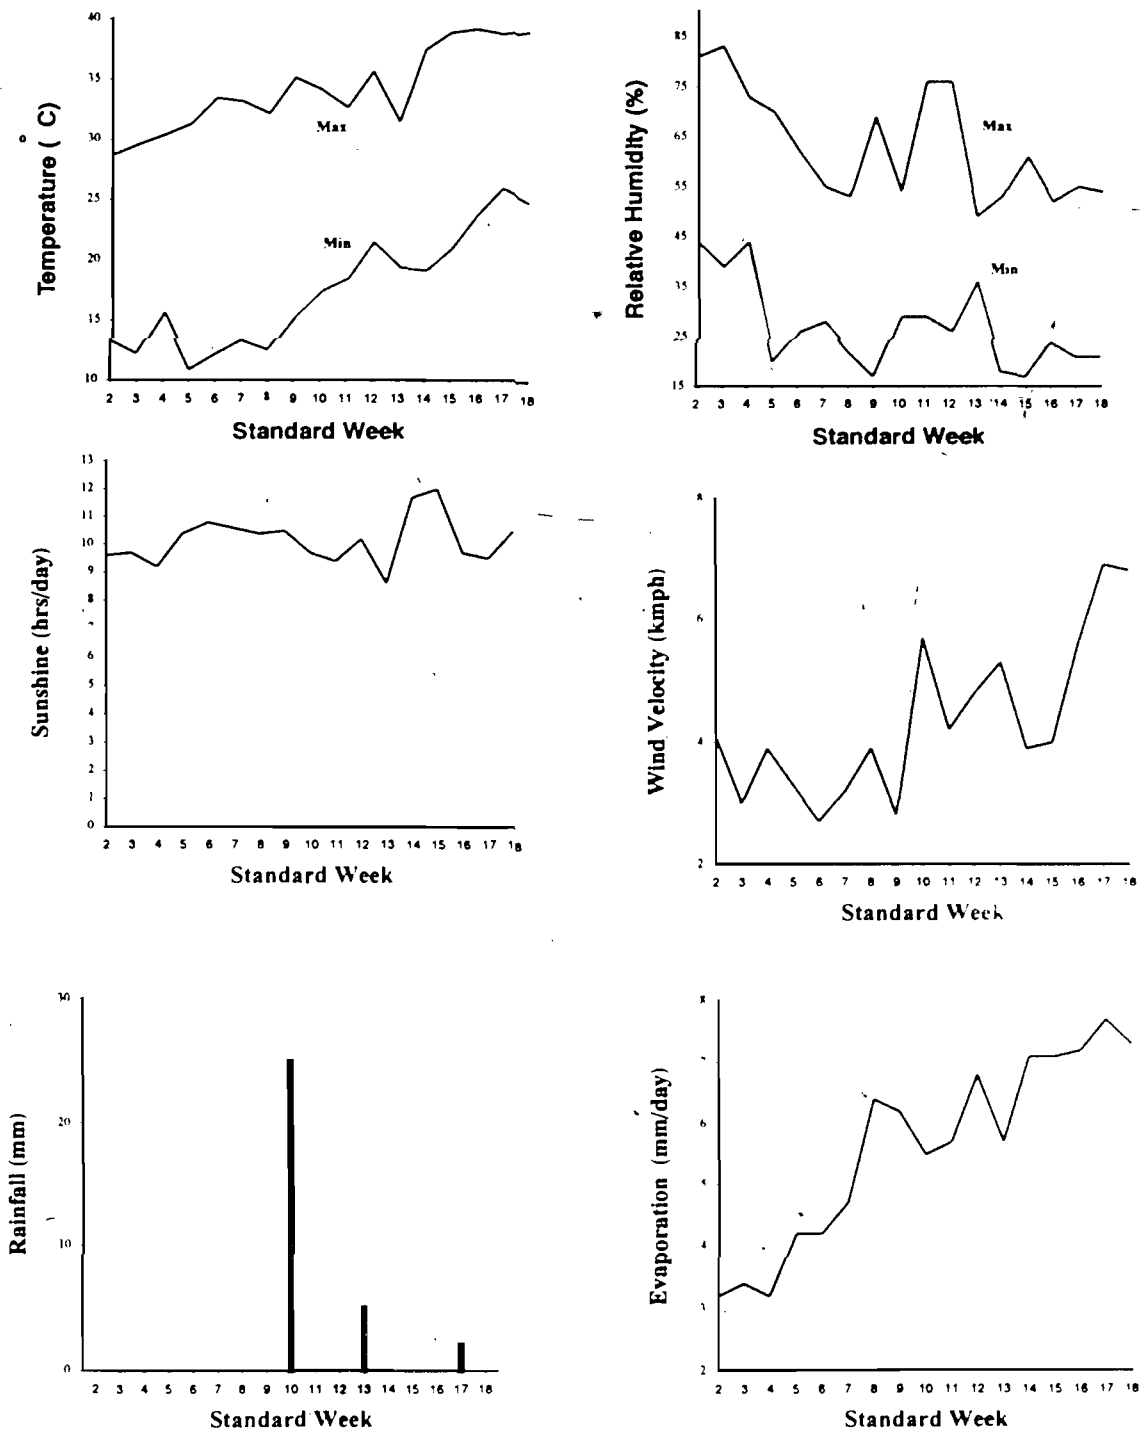 40
35
30
25
20
15
10
Temperature (° C)
Max
Min
2 3 4 5 6 7 8 9 10 11 12 13 14 15 16 17 18
Standard Week
85
75
65
55
45
35
25
15
Relative Humidity (%)
Max
Min
2 3 4 5 6 7 8 9 10 11 12 13 14 15 16 17 18
Standard Week
13
12
11
10
9
8
7
6
5
4
3
2
1
0
Sunshine (hrs/day)
2 3 4 5 6 7 8 9 10 11 12 13 14 15 16 17 18
Standard Week
8
6
4
2
Wind Velocity (kmph)
2 3 4 5 6 7 8 9 10 11 12 13 14 15 16 17 18
Standard Week
30
20
10
0
Rainfall (mm)
2 3 4 5 6 7 8 9 10 11 12 13 14 15 16 17 18
Standard Week
8
7
6
5
4
3
2
Evaporation (mm/day)
2 3 4 5 6 7 8 9 10 11 12 13 14 15 16 17 18
Standard Week